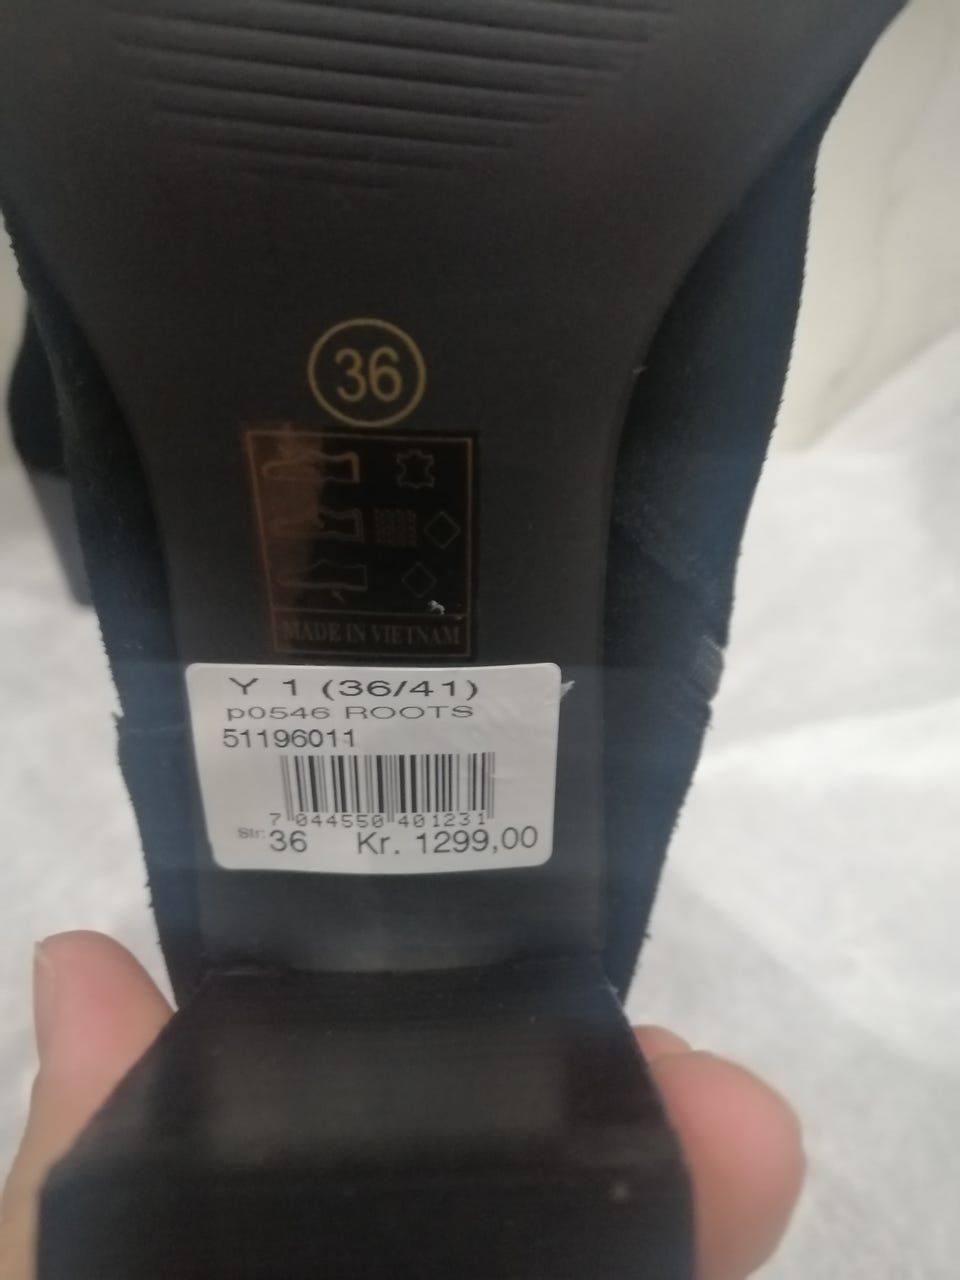 36
MADE IN VIETNAM
Y 1 (36/41)
p0546 ROOTS
51196011
7 044550 401231
Str: 36 Kr. 1299,00